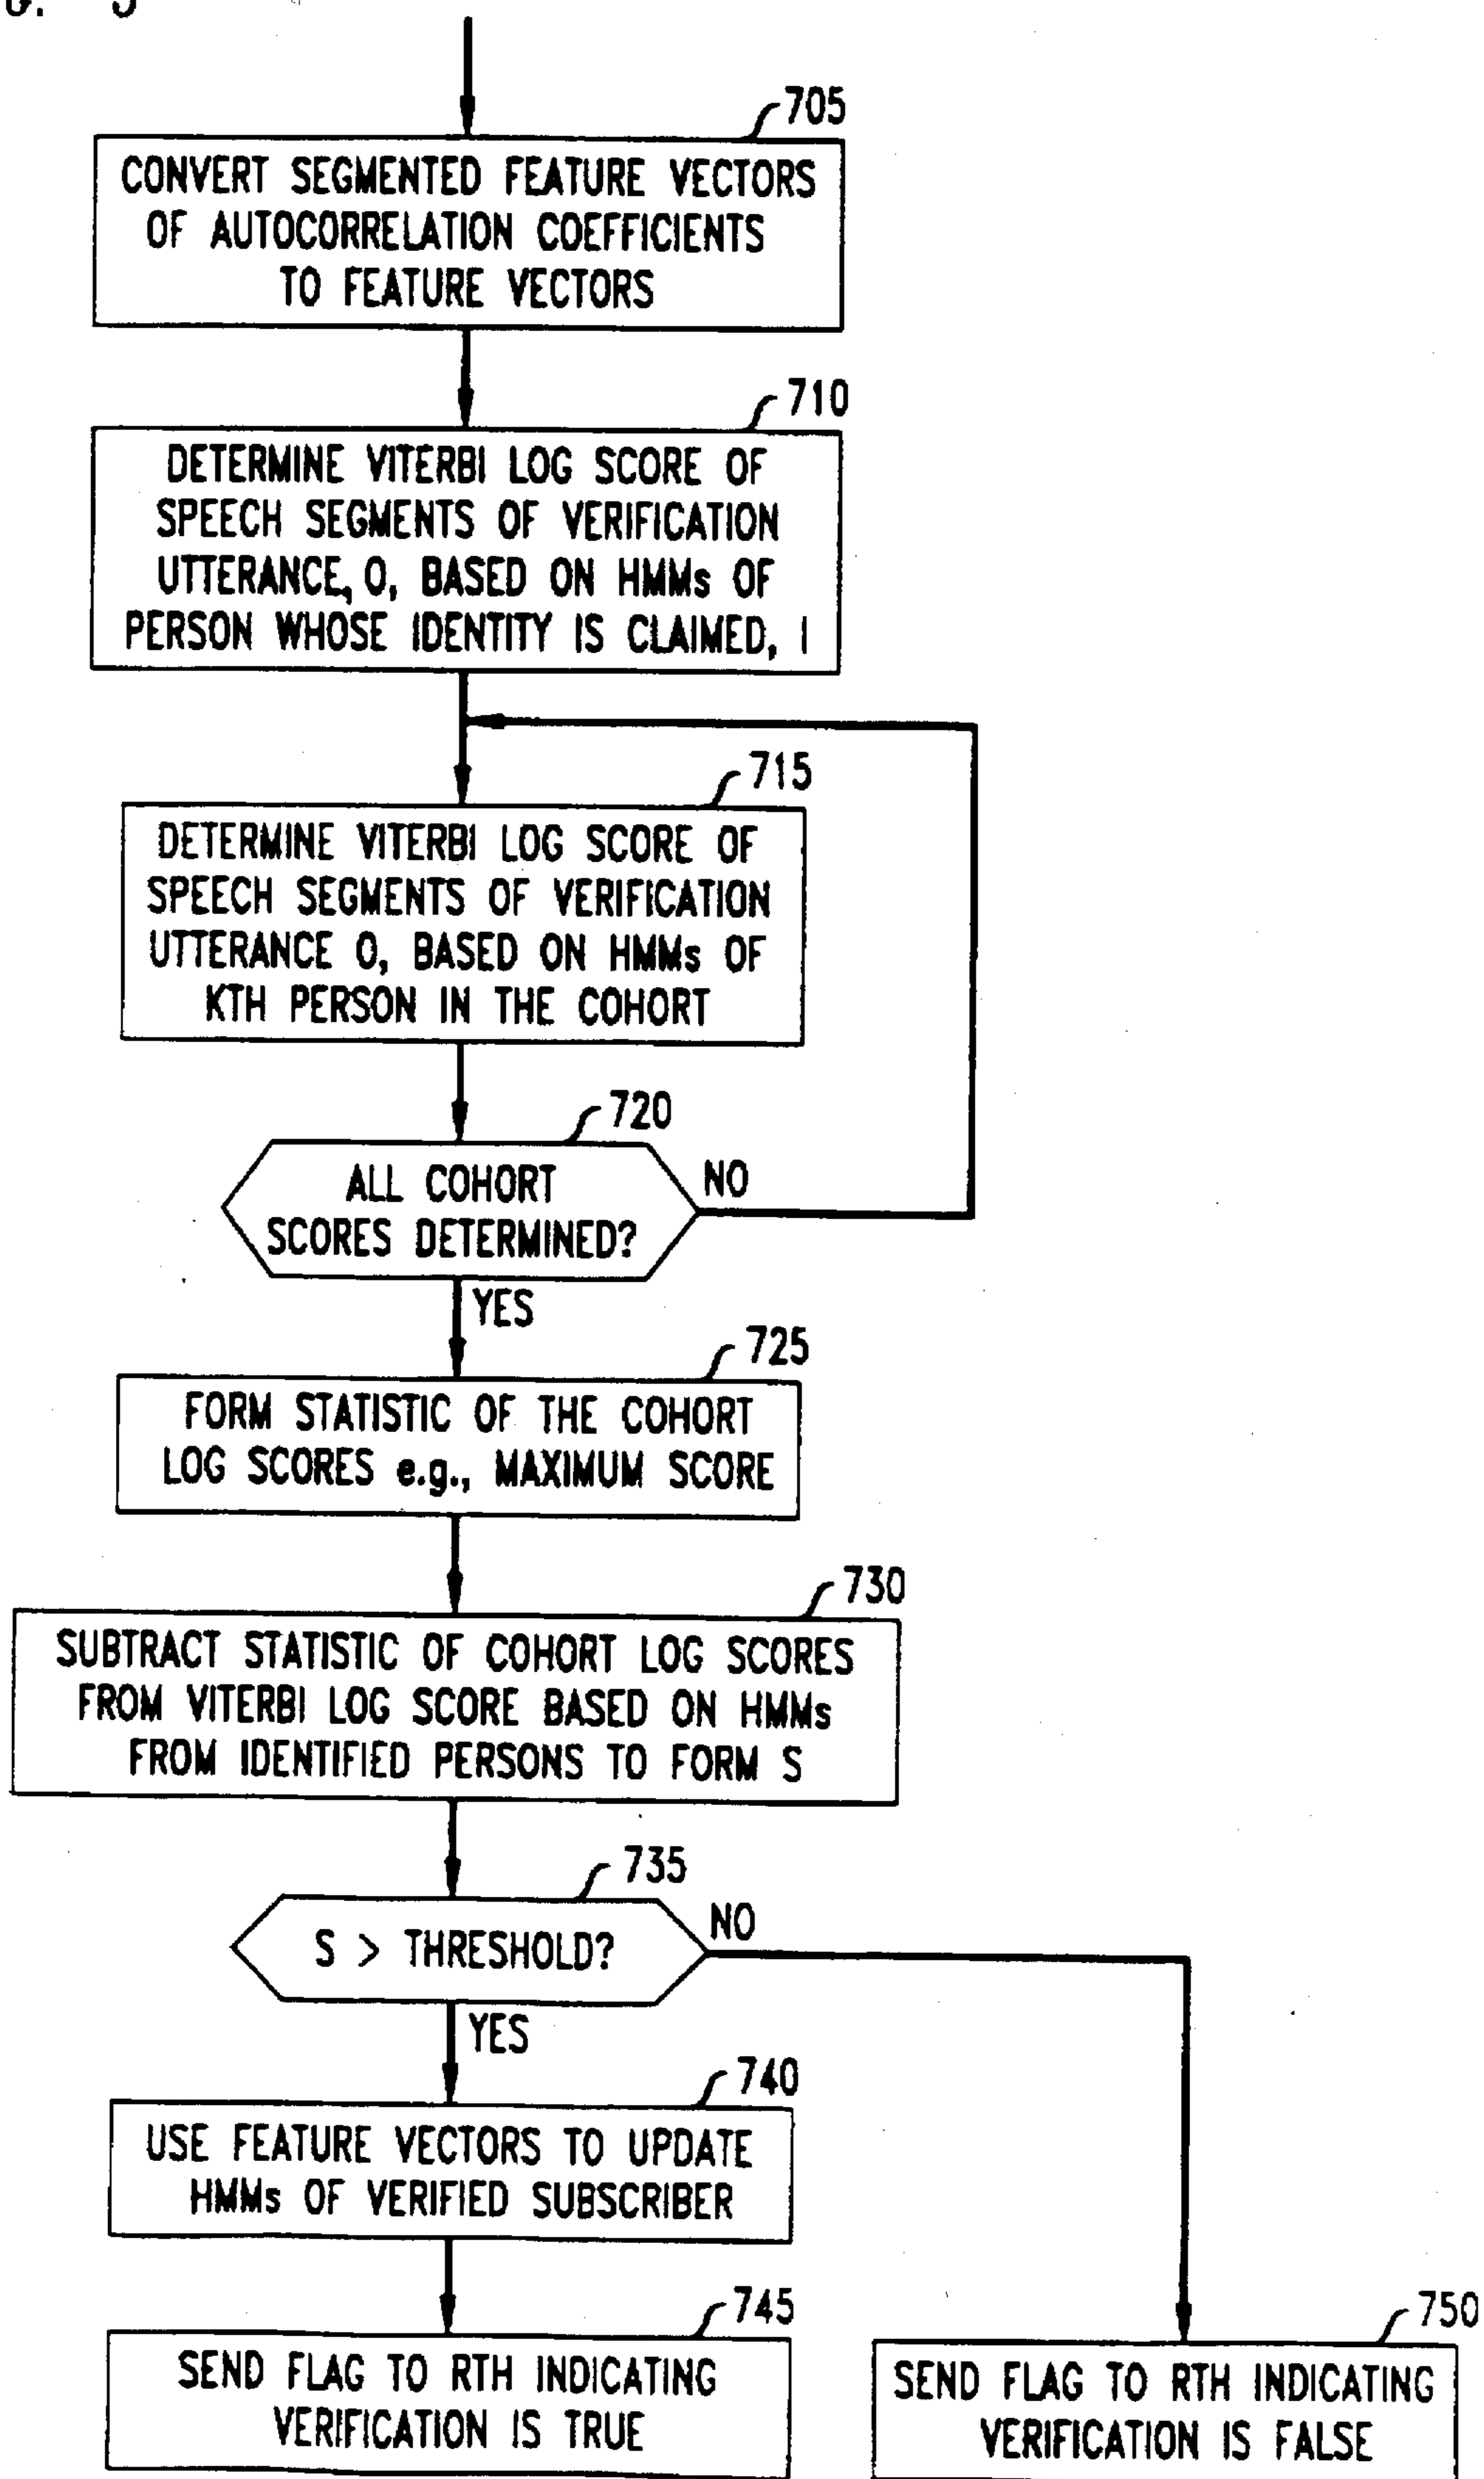 705
CONVERT SEGMENTED FEATURE VECTORS
OF AUTOCORRELATION COEFFICIENTS
TO FEATURE VECTORS
710
DETERMINE VITERBI LOG SCORE OF
SPEECH SEGMENTS OF VERIFICATION
UTTERANCE, O, BASED ON HMMs OF
PERSON WHOSE IDENTITY IS CLAIMED, I
715
DETERMINE VITERBI LOG SCORE OF
SPEECH SEGMENTS OF VERIFICATION
UTTERANCE O, BASED ON HMMs OF
KTH PERSON IN THE COHORT
720
ALL COHORT
SCORES DETERMINED?
NO
YES
725
FORM STATISTIC OF THE COHORT
LOG SCORES e.g., MAXIMUM SCORE
730
SUBTRACT STATISTIC OF COHORT LOG SCORES
FROM VITERBI LOG SCORE BASED ON HMMs
FROM IDENTIFIED PERSONS TO FORM S
735
S > THRESHOLD?
NO
YES
740
USE FEATURE VECTORS TO UPDATE
HMMs OF VERIFIED SUBSCRIBER
745
SEND FLAG TO RTH INDICATING
VERIFICATION IS TRUE
750
SEND FLAG TO RTH INDICATING
VERIFICATION IS FALSE